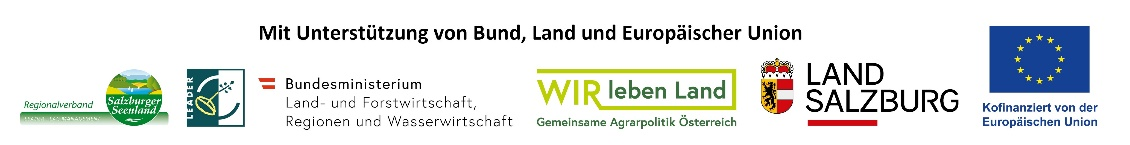 Mit Unterstützung von Bund, Land und Europäischer Union
Regionalverband
Salzburger
Seenland
LEADER
Bundesministerium
Land- und Forstwirtschaft,
Regionen und Wasserwirtschaft
WIR leben Land
Gemeinsame Agrarpolitik Österreich
LAND
SALZBURG
Kofinanziert von der
Europäischen Union